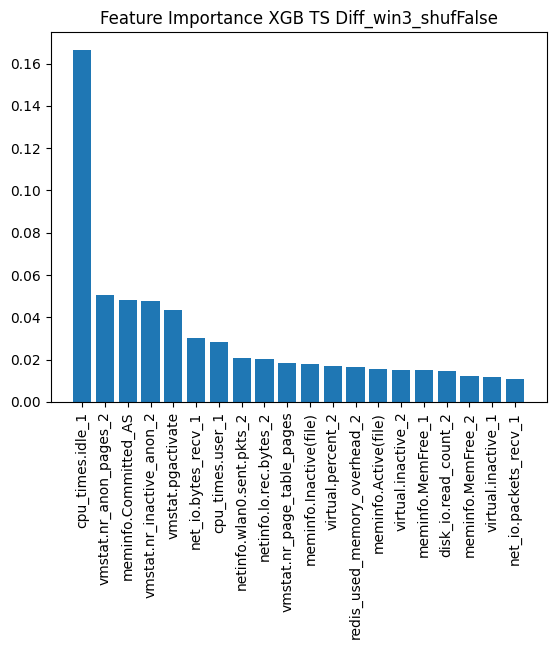 Feature Importance XGB TS Diff_win3_shufFalse
0.16
0.14
0.12
0.10
0.08
0.06
0.04
0.02
0.00
cpu_times.idle_1
vmstat.nr_anon_pages_2
meminfo.Committed_AS
vmstat.nr_inactive_anon_2
vmstat.pgactivate
net_io.bytes_recv_1
cpu_times.user_1
netinfo.wlan0.sent.pkts_2
netinfo.lo.rec.bytes_2
vmstat.nr_page_table_pages
meminfo.Inactive(file)
virtual.percent_2
redis_used_memory_overhead_2
meminfo.Active(file)
virtual.inactive_2
meminfo.MemFree_1
disk_io.read_count_2
meminfo.MemFree_2
virtual.inactive_1
net_io.packets_recv_1